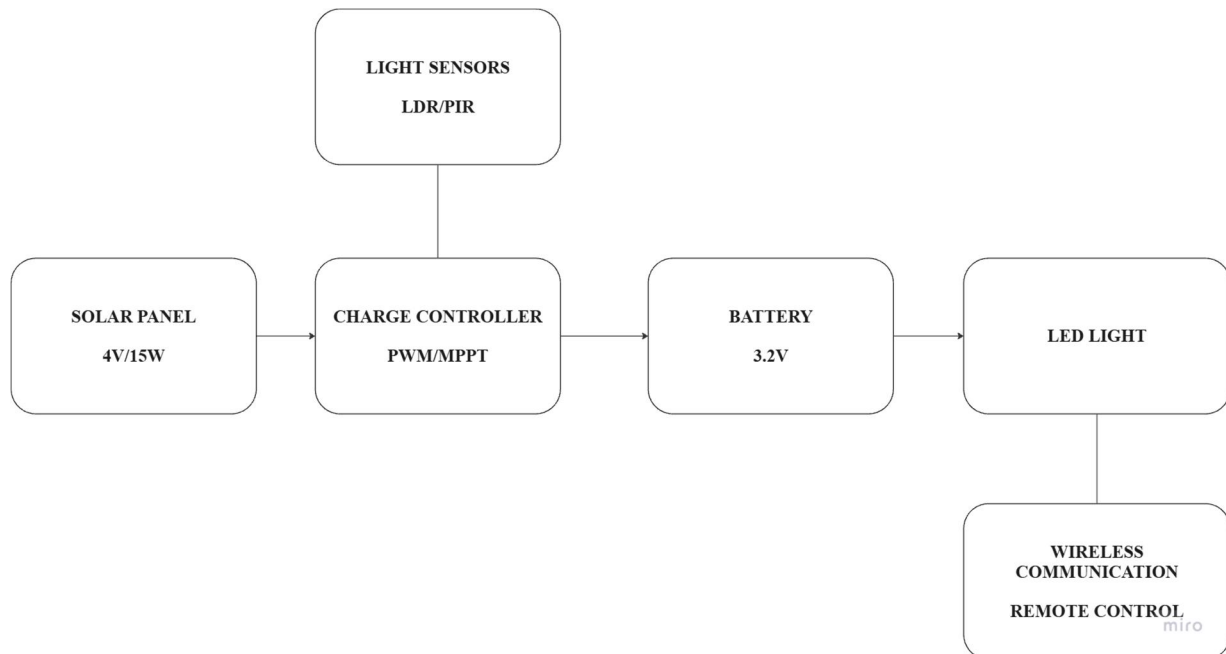 LIGHT SENSORS
LDR/PIR
SOLAR PANEL
4V/15W
CHARGE CONTROLLER
PWM/MPPT
BATTERY
3.2V
LED LIGHT
WIRELESS
COMMUNICATION
REMOTE CONTROL
miro